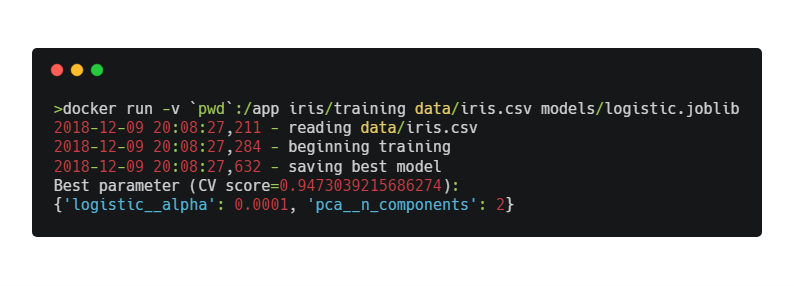 >docker run -v `pwd`:/app iris/training data/iris.csv models/logistic.joblib
2018-12-09 20:08:27,211 - reading data/iris.csv
2018-12-09 20:08:27,284 - beginning training
2018-12-09 20:08:27,632 - saving best model
Best parameter (CV score=0.9473039215686274):
{'logistic__alpha': 0.0001, 'pca__n_components': 2}